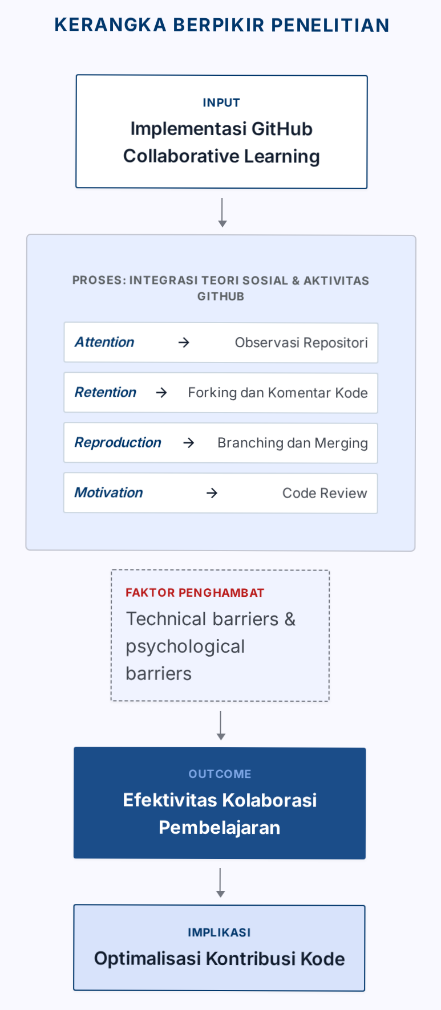 KERANGKA BERPIKIR PENELITIAN
INPUT
Implementasi GitHub
Collaborative Learning
PROSES: INTEGRASI TEORI SOSIAL & AKTIVITAS
GITHUB
Attention → Observasi Repositori
Retention → Forking dan Komentar Kode
Reproduction → Branching dan Merging
Motivation → Code Review
FAKTOR PENGHAMBAT
Technical barriers &
psychological
barriers
OUTCOME
Efektivitas Kolaborasi
Pembelajaran
IMPLIKASI
Optimalisasi Kontribusi Kode